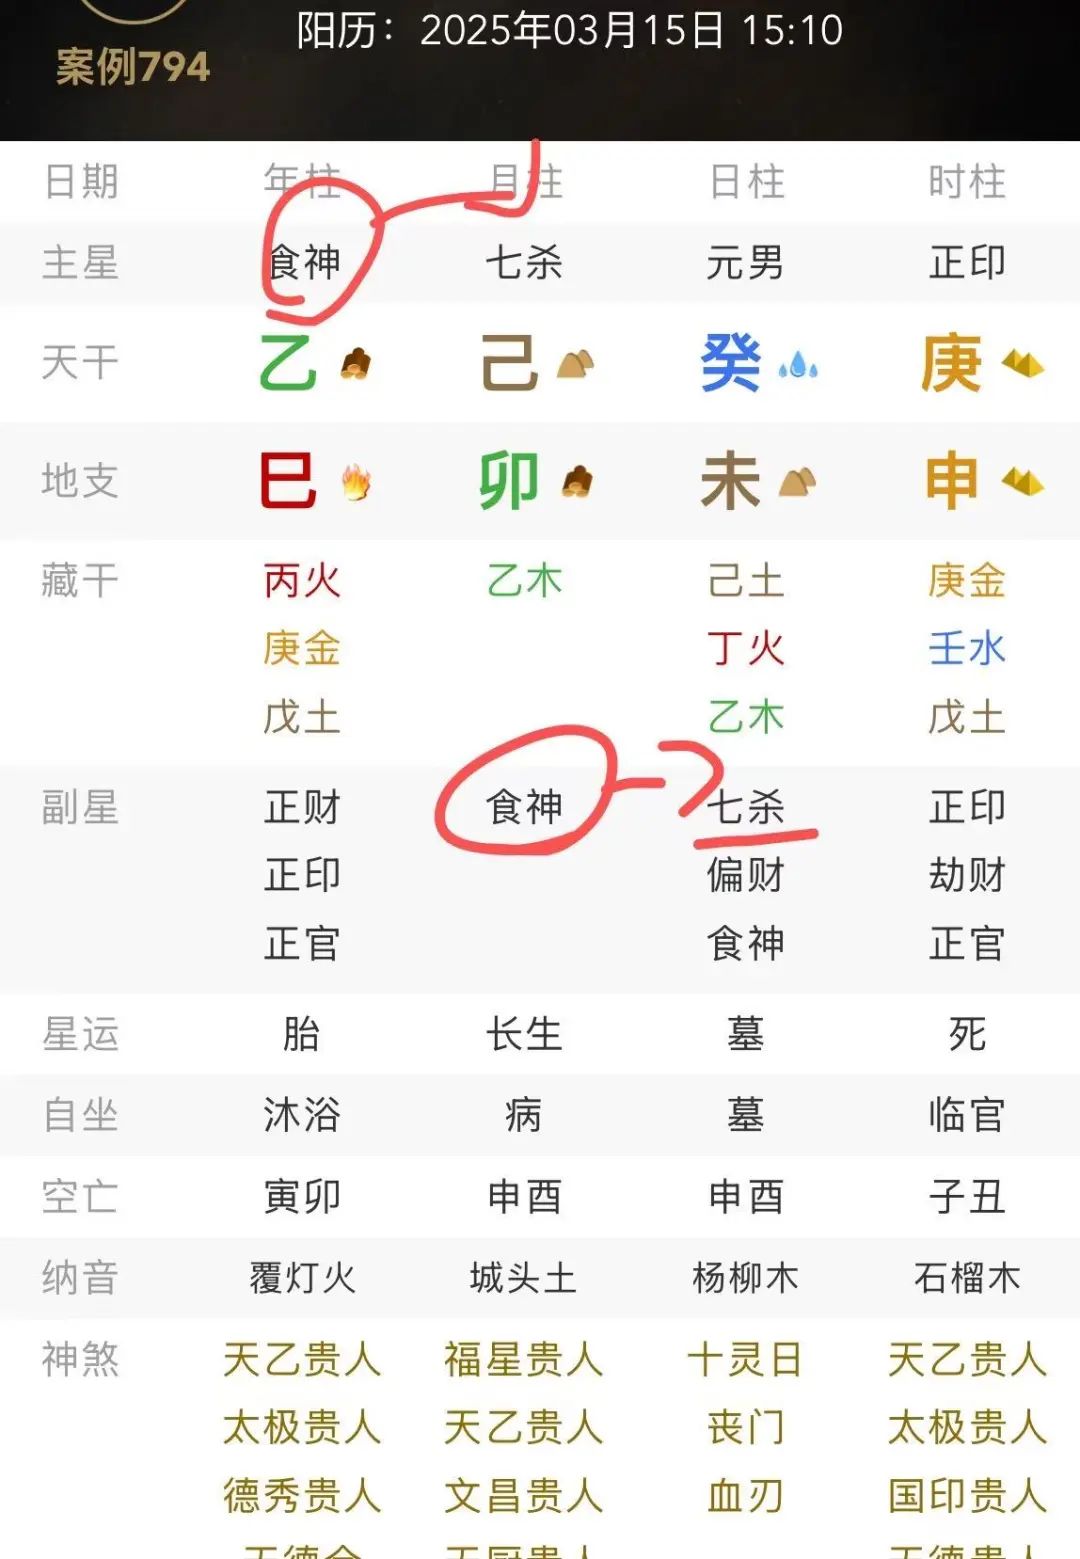 阳历：2025年03月15日 15:10
案例794
日期 年柱 月柱 日柱 时柱
主星 食神 七杀 元男 正印
天干 乙 己 癸 庚
地支 巳 卯 未 申
藏干 丙火 乙木 己土 庚金
庚金 丁火 壬水
戊土 乙木 戊土
副星 正财 食神 七杀 正印
正印 偏财 劫财
正官 食神 正官
星运 胎 长生 墓 死
自坐 沐浴 病 墓 临官
空亡 寅卯 申酉 申酉 子丑
纳音 覆灯火 城头土 杨柳木 石榴木
神煞 天乙贵人 福星贵人 十灵日 天乙贵人
太极贵人 天乙贵人 丧门 太极贵人
德秀贵人 文昌贵人 血刃 国印贵人